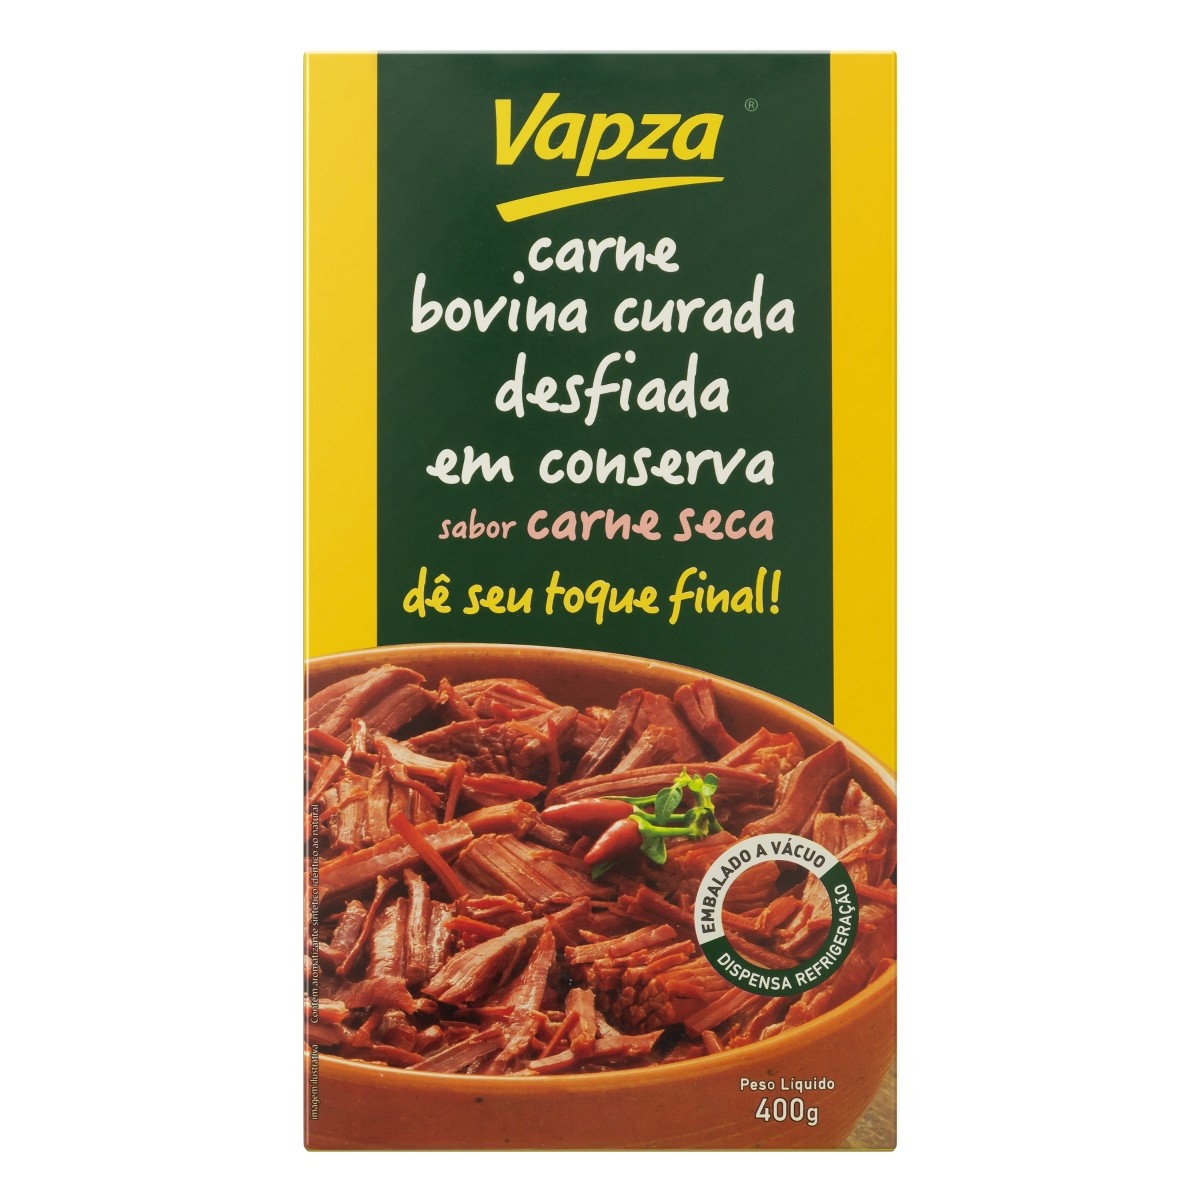 Vapza ®
carne
bovina curada
desfiada
em conserva
sabor carne seca
dê seu toque final!
EMBALADO A VÁCUO
DISPENSA REFRIGERAÇÃO
Peso Líquido
400g
imagem ilustrativa Contém aromatizante sintético idêntico ao natural